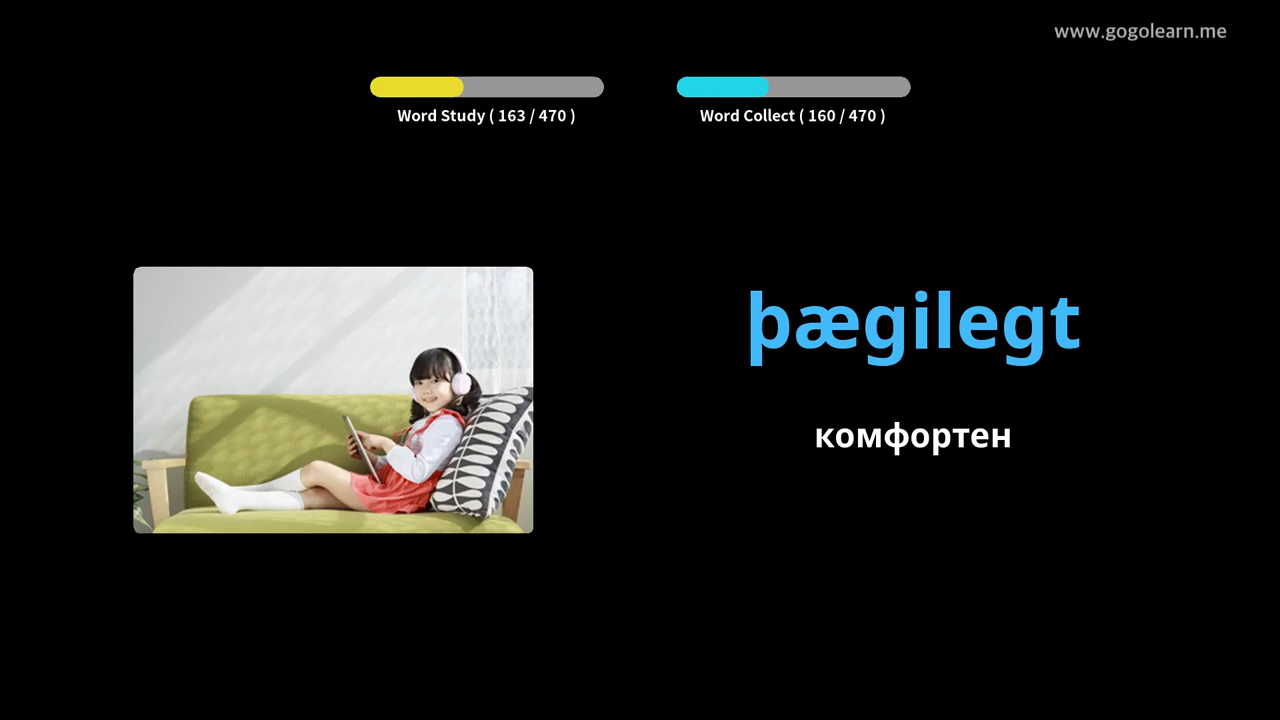 www.gogolearn.me
Word Study ( 163 / 470 )
Word Collect ( 160 / 470 )
þægilegt
комфортен